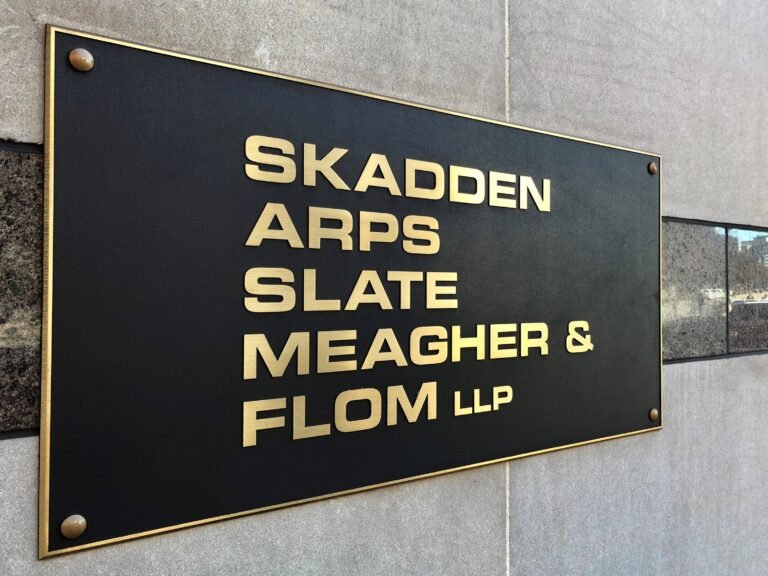 SKADDEN
ARPS
SLATE
MEAGHER &
FLOM LLP